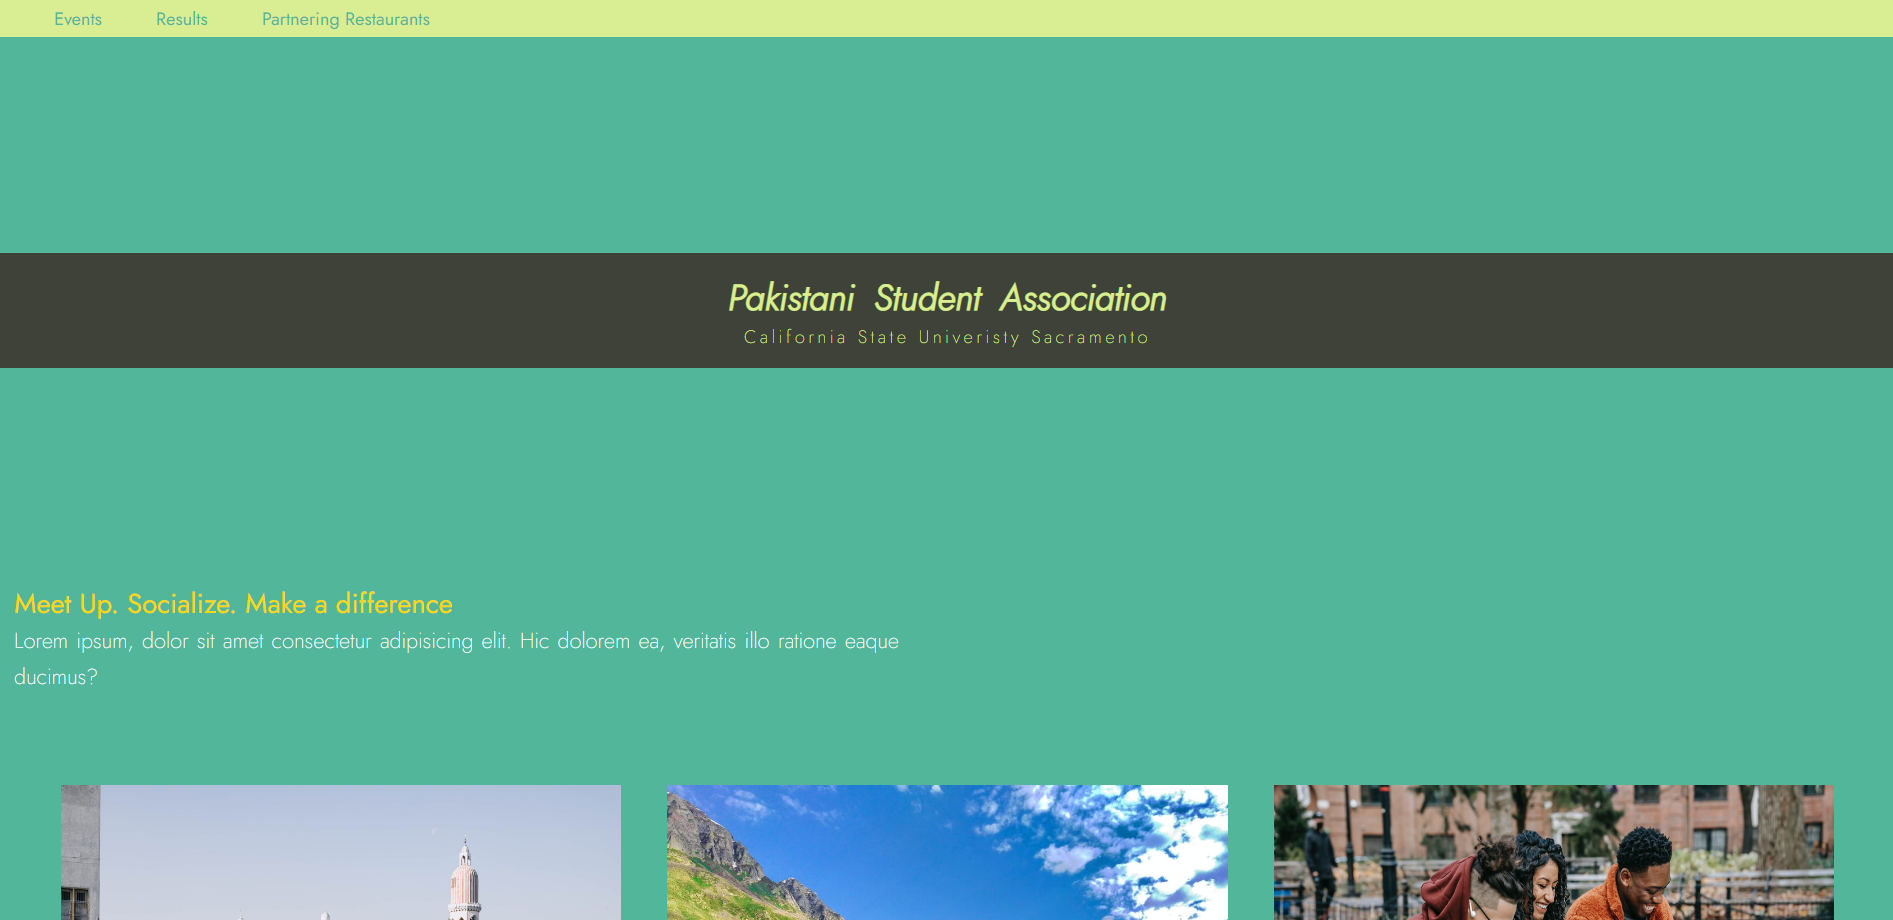 Events Results Partnering Restaurants
Pakistani Student Association
California State Univeristy Sacramento
Meet Up. Socialize. Make a difference
Lorem ipsum, dolor sit amet consectetur adipisicing elit. Hic dolorem ea, veritatis illo ratione eaque
ducimus?